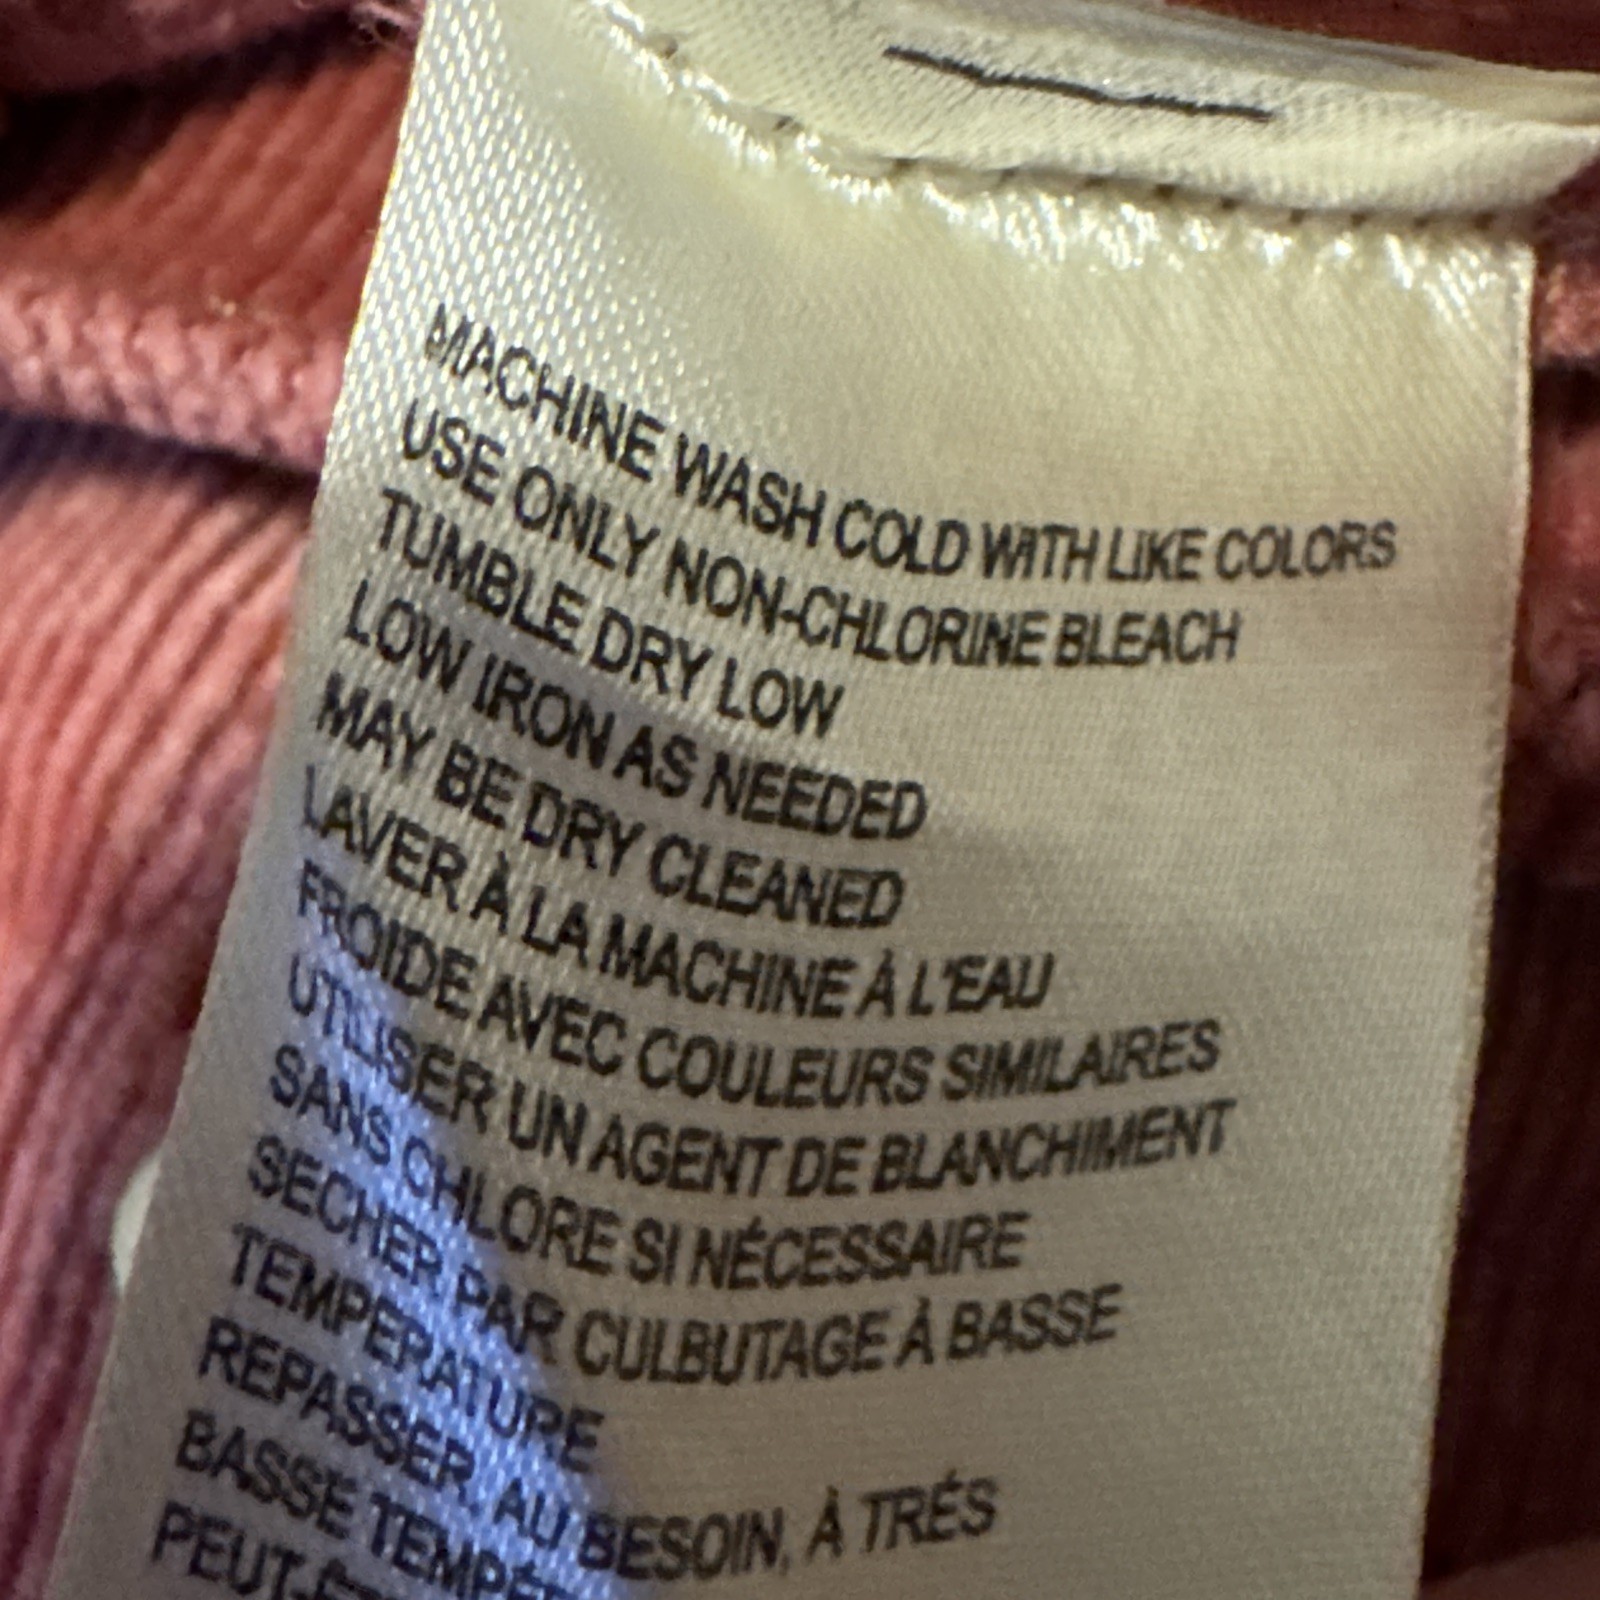 MACHINE WASH COLD WITH LIKE COLORS
USE ONLY NON-CHLORINE BLEACH
TUMBLE DRY LOW
LOW IRON AS NEEDED
MAY BE DRY CLEANED
LAVER À LA MACHINE À L'EAU
FROIDE AVEC COULEURS SIMILAIRES
UTILISER UN AGENT DE BLANCHIMENT
SANS CHLORE SI NÉCESSAIRE
SECHER PAR CULBUTAGE À BASSE
TEMPERATURE
REPASSER, AU BESOIN, À TRÉS
BASSE